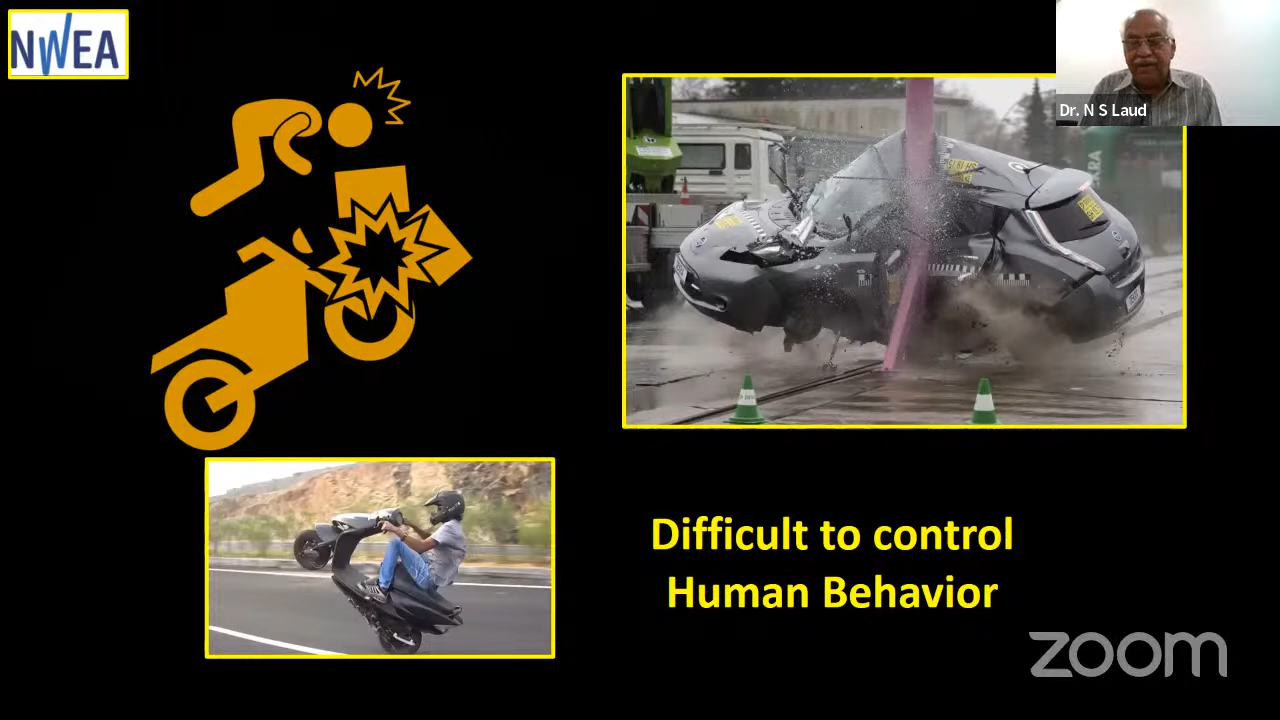 NWEA
Dr. N S Laud
Difficult to control
Human Behavior
zoom